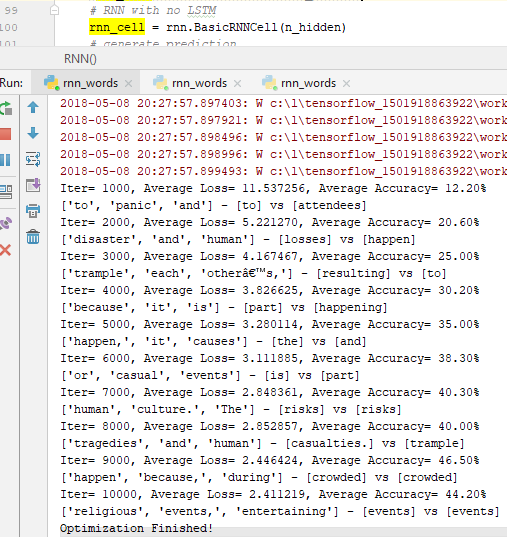 99 # RNN with no LSTM
100 rnn_cell = rnn.BasicRNNCell(n_hidden)
101 # generate prediction
RNN()
Run: rnn_words × rnn_words × rnn_words ×
2018-05-08 20:27:57.897403: W c:\l\tensorflow_1501918863922\work
2018-05-08 20:27:57.897921: W c:\l\tensorflow_1501918863922\work
2018-05-08 20:27:57.898496: W c:\l\tensorflow_1501918863922\work
2018-05-08 20:27:57.898996: W c:\l\tensorflow_1501918863922\work
2018-05-08 20:27:57.899493: W c:\l\tensorflow_1501918863922\work
Iter= 1000, Average Loss= 11.537256, Average Accuracy= 12.20%
['to', 'panic', 'and'] - [to] vs [attendees]
Iter= 2000, Average Loss= 5.221270, Average Accuracy= 20.60%
['disaster', 'and', 'human'] - [losses] vs [happen]
Iter= 3000, Average Loss= 4.167467, Average Accuracy= 25.00%
['trample', 'each', 'otherâ€™s,'] - [resulting] vs [to]
Iter= 4000, Average Loss= 3.826625, Average Accuracy= 30.20%
['because', 'it', 'is'] - [part] vs [happening]
Iter= 5000, Average Loss= 3.280114, Average Accuracy= 35.00%
['happen,', 'it', 'causes'] - [the] vs [and]
Iter= 6000, Average Loss= 3.111885, Average Accuracy= 38.30%
['or', 'casual', 'events'] - [is] vs [part]
Iter= 7000, Average Loss= 2.848361, Average Accuracy= 40.30%
['human', 'culture.', 'The'] - [risks] vs [risks]
Iter= 8000, Average Loss= 2.852857, Average Accuracy= 40.00%
['tragedies', 'and', 'human'] - [casualties.] vs [trample]
Iter= 9000, Average Loss= 2.446424, Average Accuracy= 46.50%
['happen', 'because,', 'during'] - [crowded] vs [crowded]
Iter= 10000, Average Loss= 2.411219, Average Accuracy= 44.20%
['religious', 'events,', 'entertaining'] - [events] vs [events]
Optimization Finished!